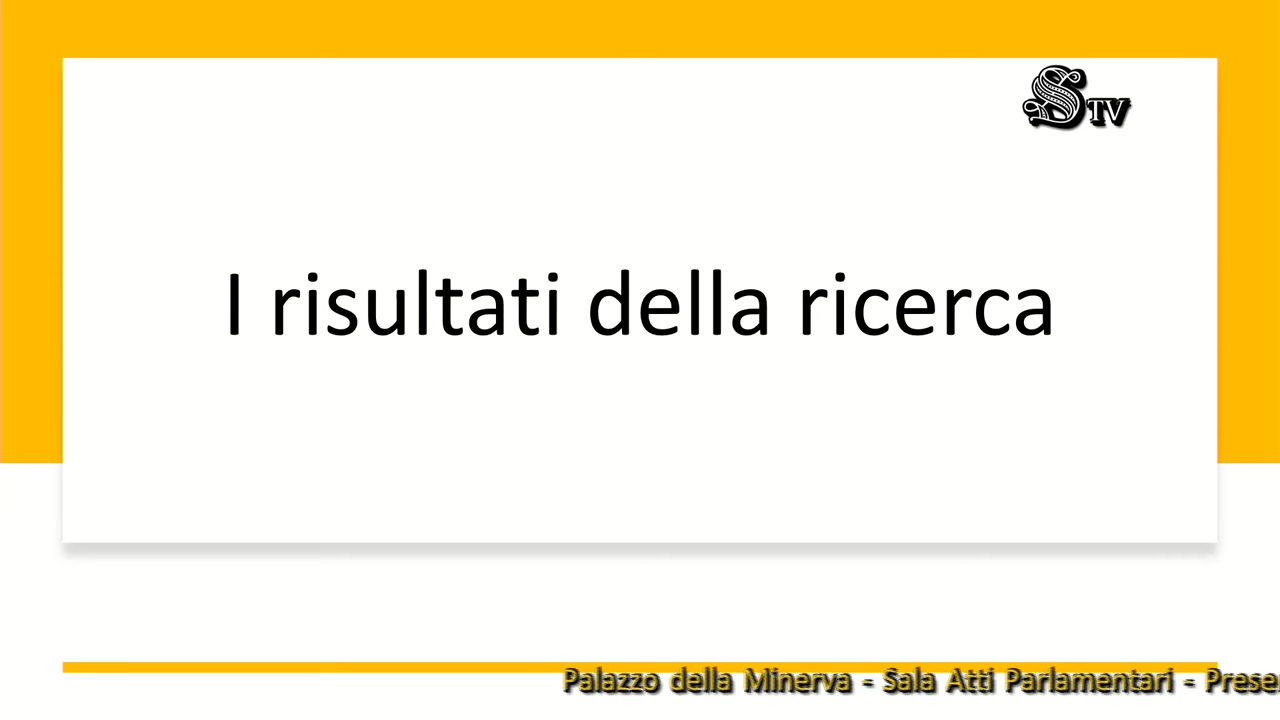 STV
I risultati della ricerca
Palazzo della Minerva - Sala Atti Parlamentari -